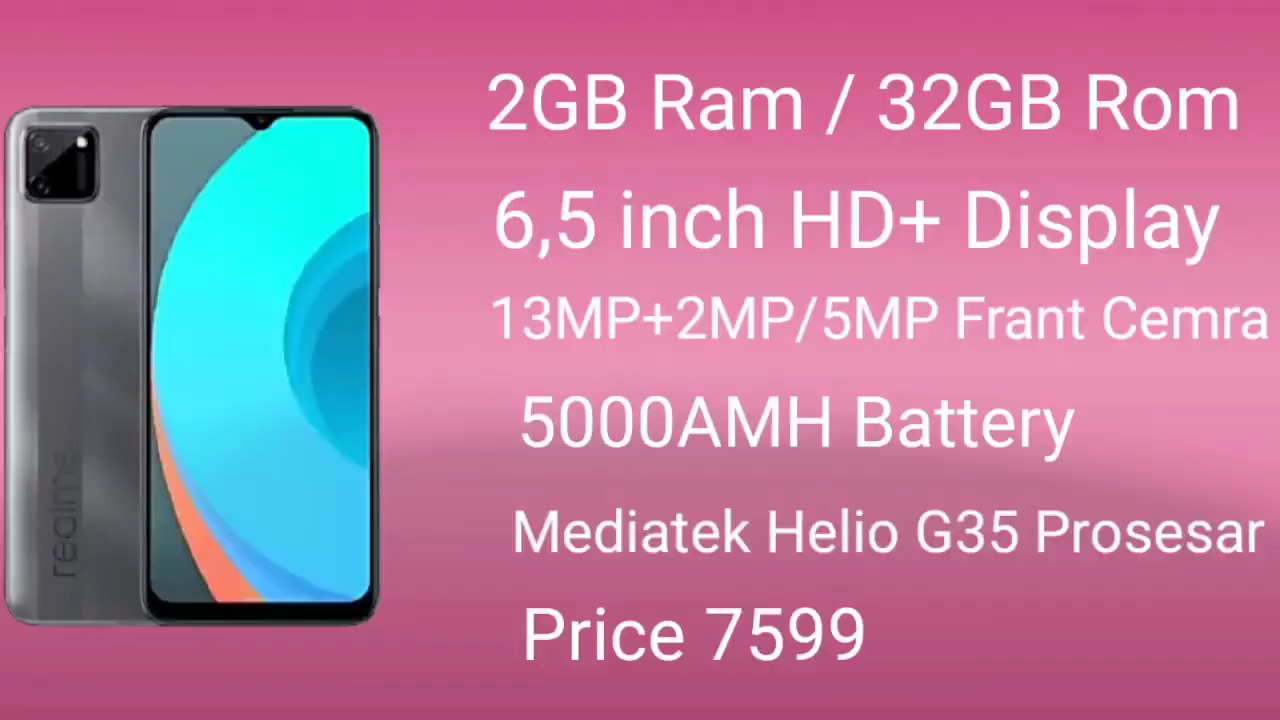 realme
2GB Ram / 32GB Rom
6,5 inch HD+ Display
13MP+2MP/5MP Frant Cemra
5000AMH Battery
Mediatek Helio G35 Prosesar
Price 7599